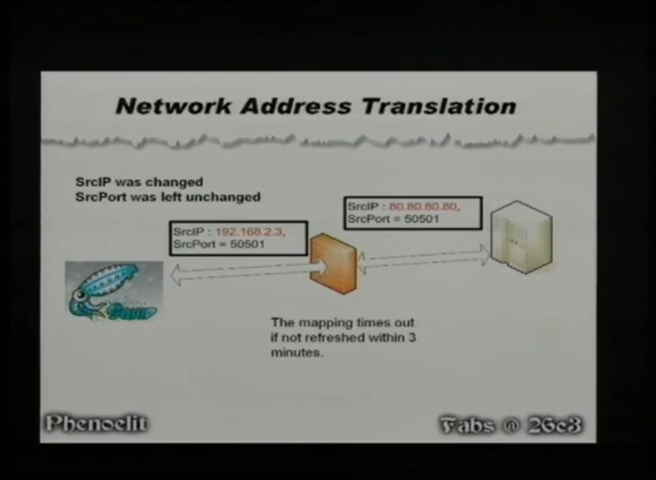 Network Address Translation
SrcIP was changed
SrcPort was left unchanged
SrcIP : 80.80.80.80,
SrcPort = 50501
SrcIP : 192.168.2.3,
SrcPort = 50501
The mapping times out
if not refreshed within 3
minutes.
Phenoelit
Fabs @ 26c3